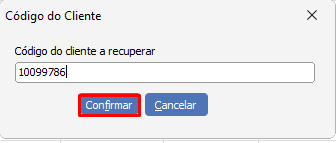 Código do Cliente
Código do cliente a recuperar
10099786
Confirmar Cancelar